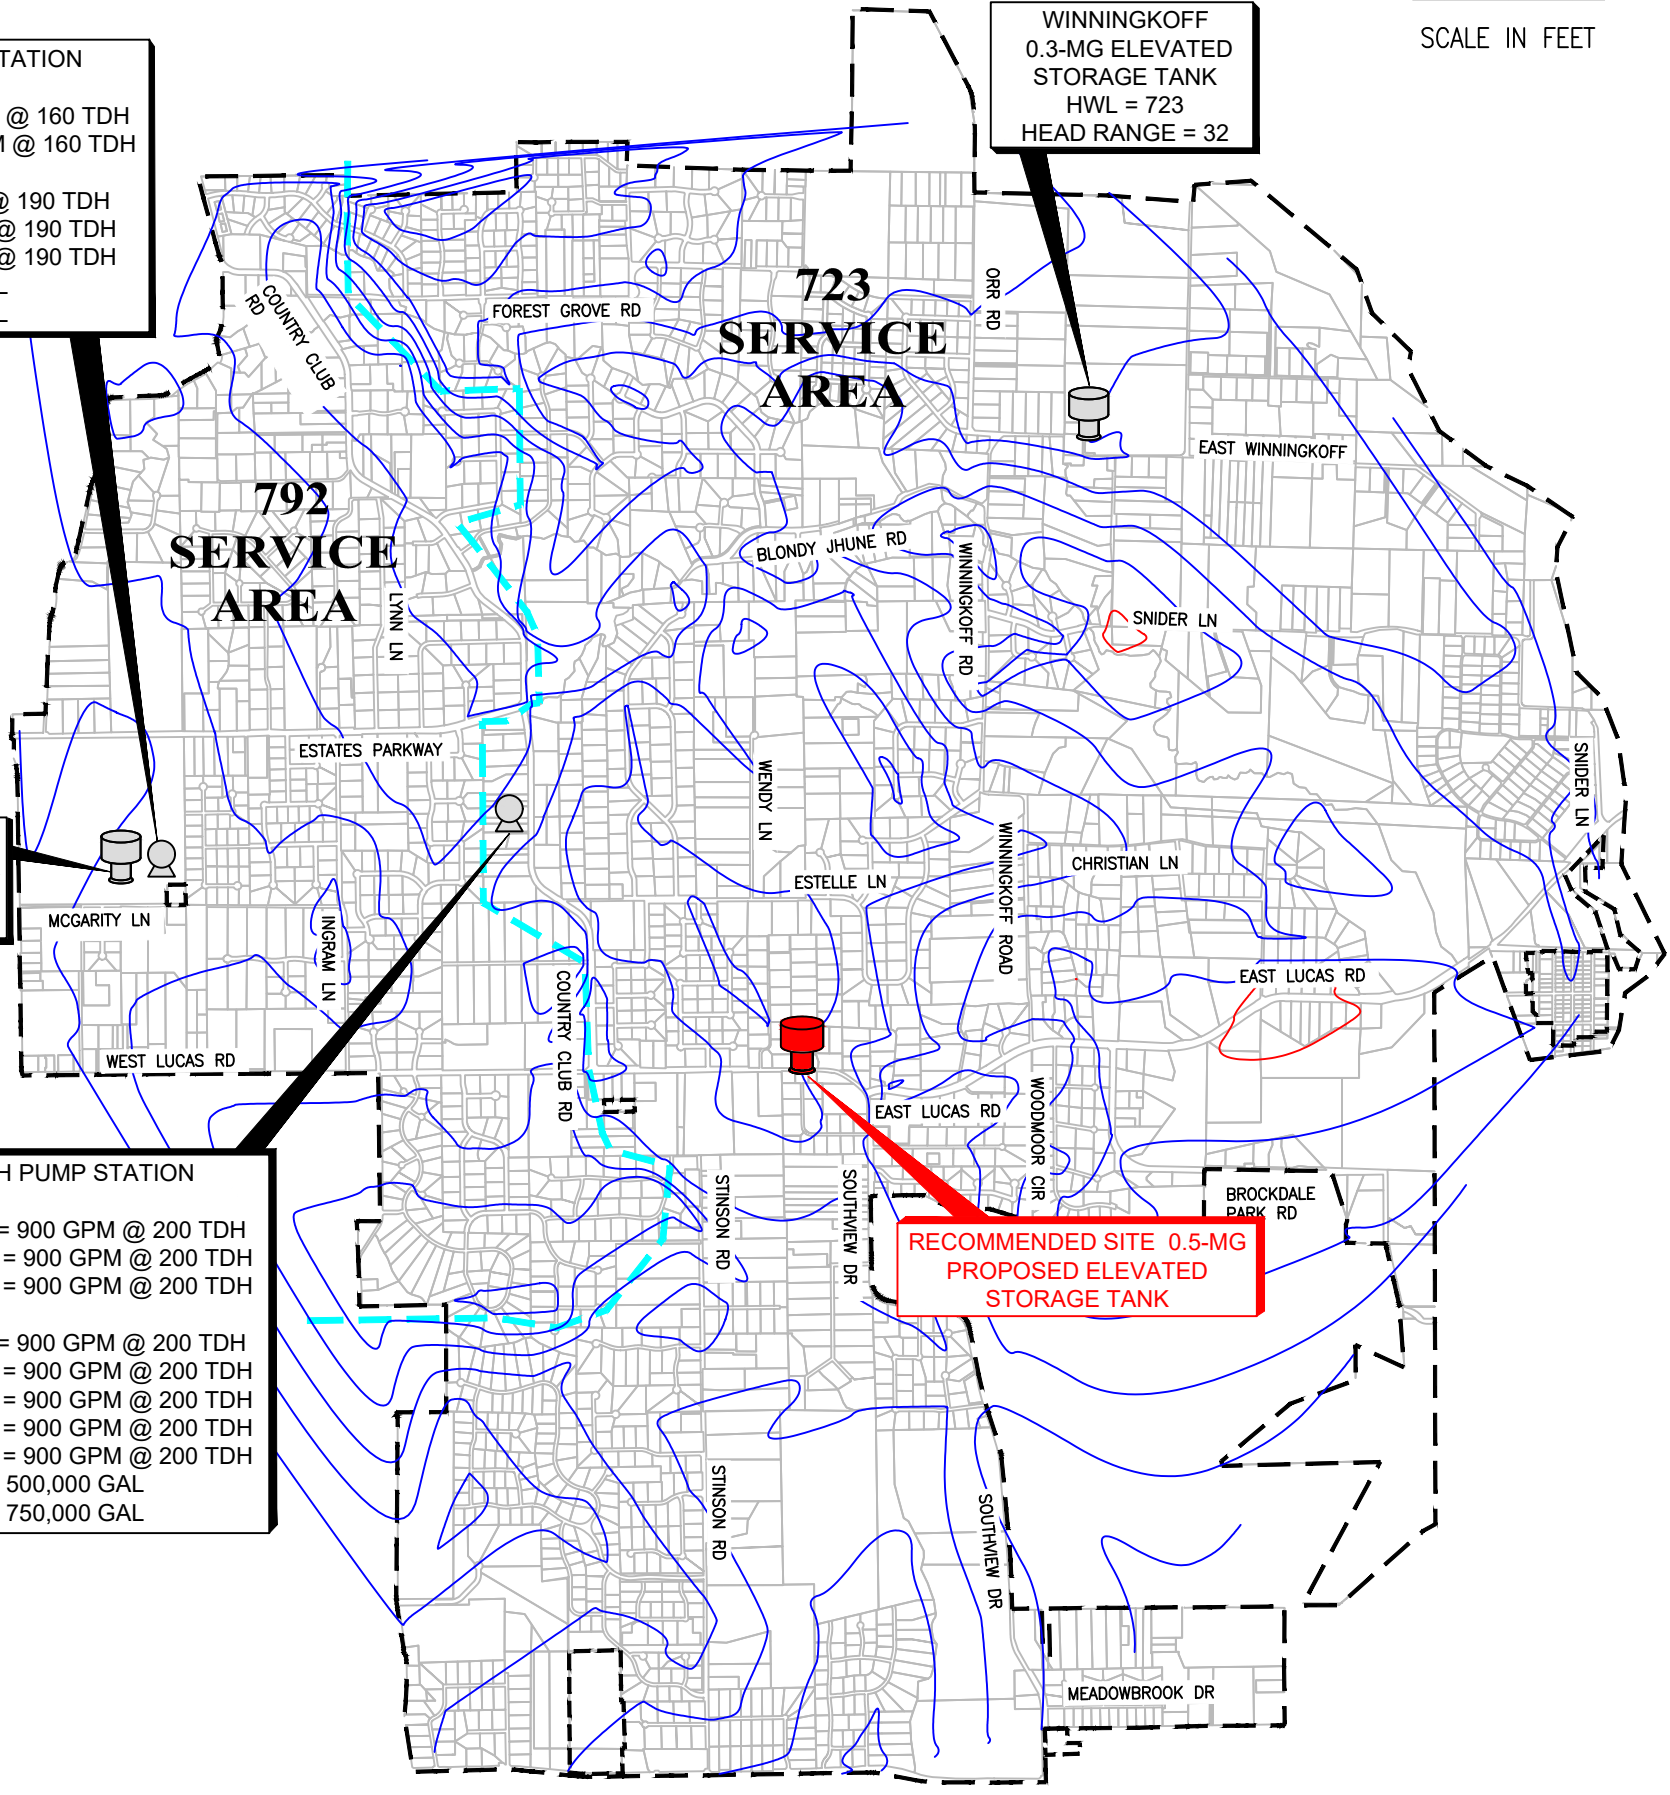 SCALE IN FEET
WINNINGKOFF
0.3-MG ELEVATED
STORAGE TANK
HWL = 723
HEAD RANGE = 32
@ 160 TDH
@ 160 TDH
@ 190 TDH
@ 190 TDH
@ 190 TDH
723
SERVICE
AREA
ORR RD
FOREST GROVE RD
COUNTRY CLUB
RD
EAST WINNINGKOFF
792
SERVICE
AREA
LYNN LN
BLONDY JHUNE RD
WINNINGKOFF RD
SNIDER LN
ESTATES PARKWAY
WENDY LN
SNIDER LN
WINNINGKOFF ROAD
CHRISTIAN LN
ESTELLE LN
MCGARITY LN
INGRAM LN
COUNTRY CLUB RD
EAST LUCAS RD
WEST LUCAS RD
EAST LUCAS RD
WOODMOOR CIR
STINSON RD
SOUTHVIEW DR
BROCKDALE
PARK RD
RECOMMENDED SITE 0.5-MG
PROPOSED ELEVATED
STORAGE TANK
PUMP STATION
= 900 GPM @ 200 TDH
= 900 GPM @ 200 TDH
= 900 GPM @ 200 TDH
= 900 GPM @ 200 TDH
= 900 GPM @ 200 TDH
= 900 GPM @ 200 TDH
= 900 GPM @ 200 TDH
= 900 GPM @ 200 TDH
500,000 GAL
750,000 GAL
STINSON RD
SOUTHVIEW DR
MEADOWBROOK DR